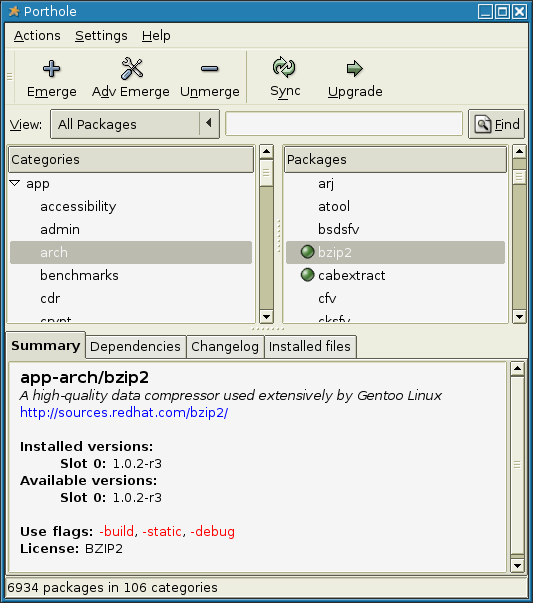 Porthole
Actions Settings Help
Emerge Adv Emerge Unmerge Sync Upgrade
View: All Packages Find
Categories
app
accessibility
admin
arch
benchmarks
cdr
crypt
Packages
arj
atool
bsdsfv
bzip2
cabextract
cfv
cksfv
Summary Dependencies Changelog Installed files
app-arch/bzip2
A high-quality data compressor used extensively by Gentoo Linux
http://sources.redhat.com/bzip2/
Installed versions:
Slot 0: 1.0.2-r3
Available versions:
Slot 0: 1.0.2-r3
Use flags: -build, -static, -debug
License: BZIP2
6934 packages in 106 categories